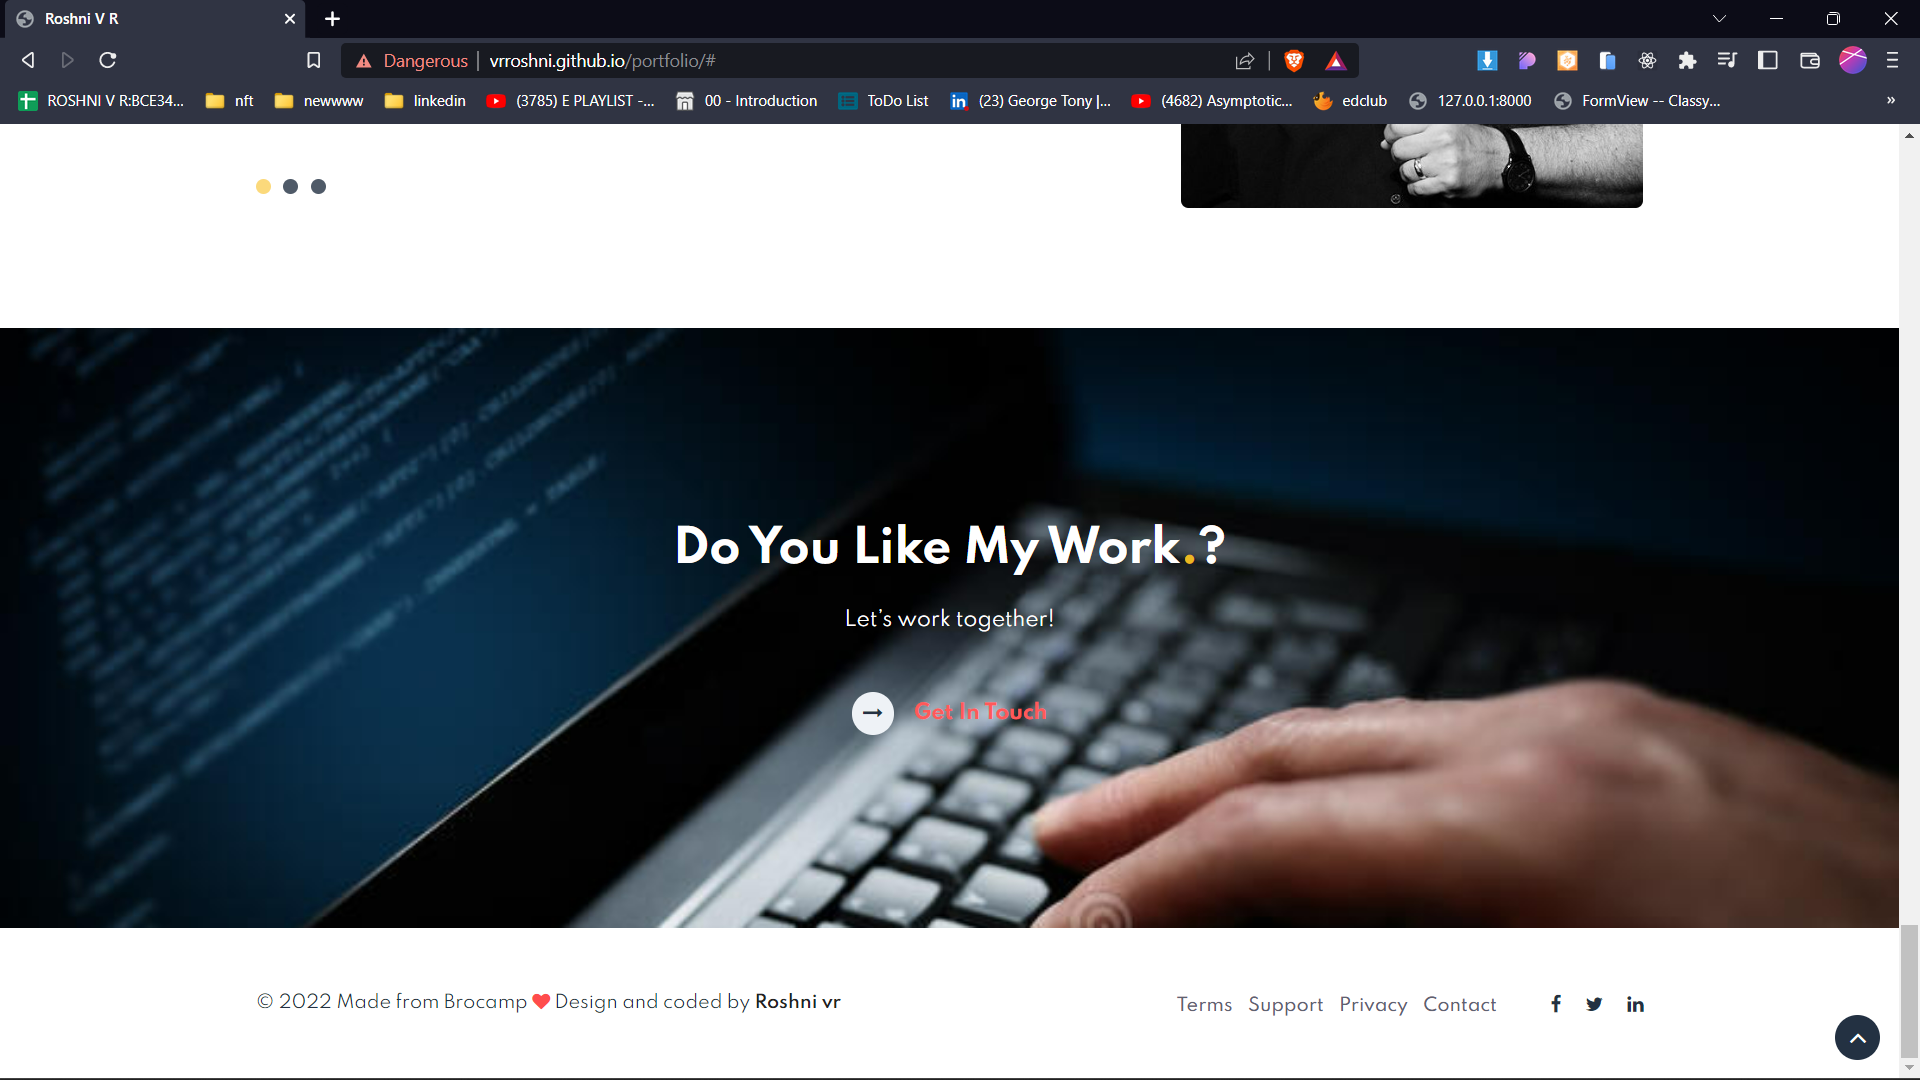 Roshni V R
Dangerous | vrroshni.github.io/portfolio/#
ROSHNI V R:BCE34... nft newwww linkedin (3785) E PLAYLIST -... 00 - Introduction ToDo List (23) George Tony |... (4682) Asymptotic... edclub 127.0.0.1:8000 FormView -- Classy... »
Do You Like My Work.?
Let's work together!
Get In Touch
© 2022 Made from Brocamp ❤ Design and coded by Roshni vr
Terms Support Privacy Contact